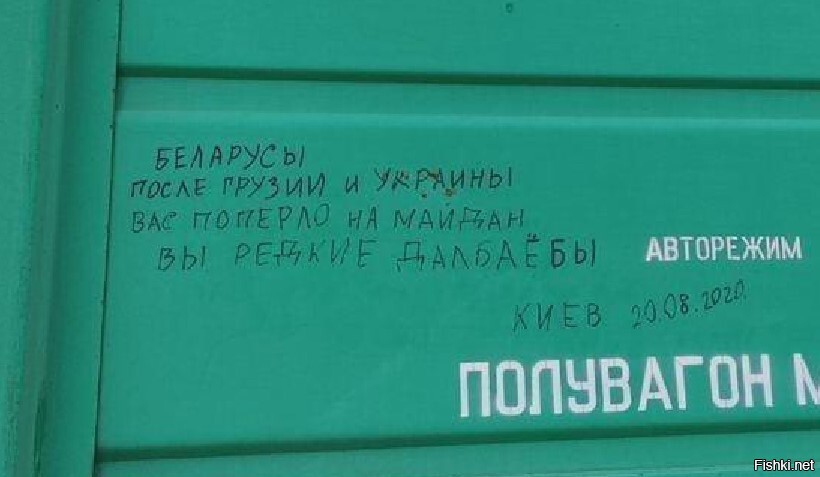 БЕЛАРУСЫ
ПОСЛЕ ГРУЗИИ И УКРАИНЫ
ВАС ПОПЕРЛО НА МАЙДАН
ВЫ РЕДКИЕ ДАЛБАЁБЫ
АВТОРЕЖИМ
КИЕВ 20.08.2020.
ПОЛУВАГОН М
Fishki.net